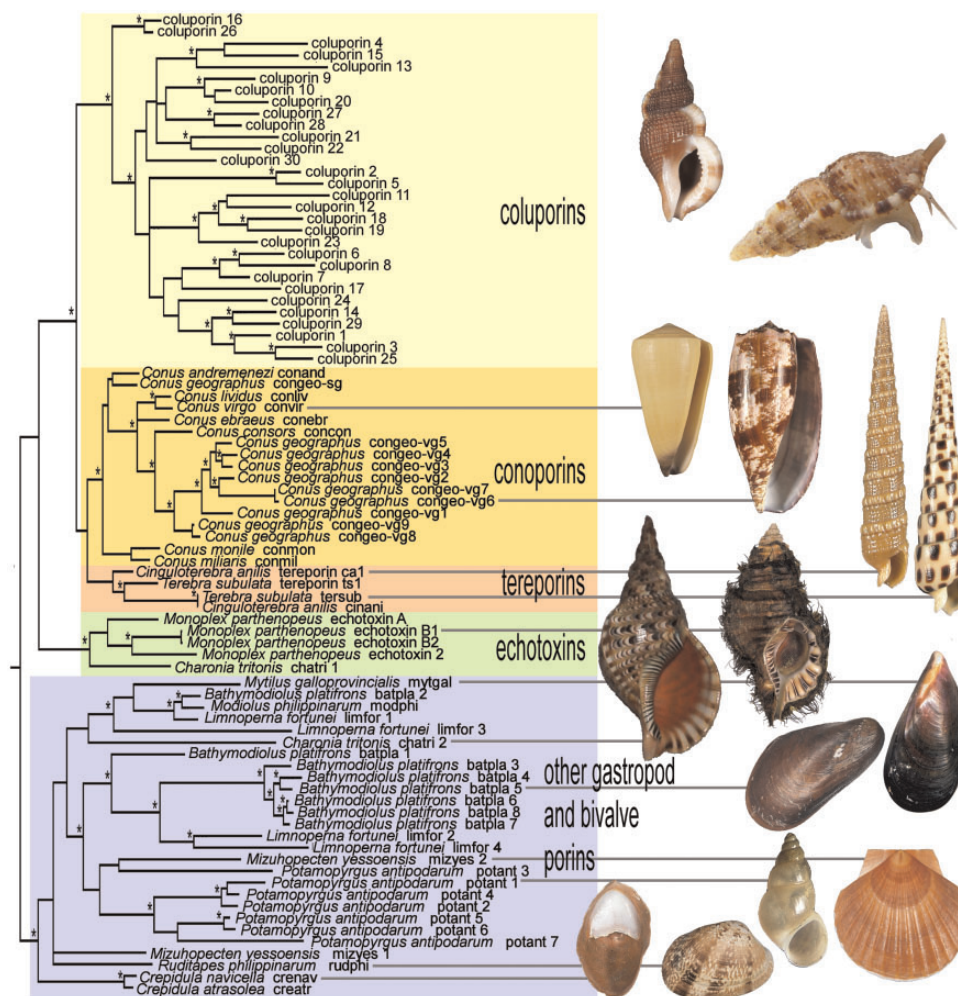 coluporin 16
coluporin 26
coluporin 4
coluporin 15
coluporin 13
coluporin 9
coluporin 10
coluporin 20
coluporin 27
coluporin 28
coluporin 21
coluporin 22
coluporin 30
coluporin 2
coluporin 5
coluporin 11
coluporin 12
coluporin 18
coluporin 19
coluporin 23
coluporin 6
coluporin 8
coluporin 7
coluporin 17
coluporin 24
coluporin 14
coluporin 29
coluporin 1
coluporin 3
coluporin 25
coluporins
Conus andremenezi conand
Conus geographus congeo-sg
Conus lividus conliv
Conus virgo convir
Conus ebraeus conebr
Conus consors concon
Conus geographus congeo-vg5
Conus geographus congeo-vg4
Conus geographus congeo-vg3
Conus geographus congeo-vg2
Conus geographus congeo-vg7
Conus geographus congeo-vg6
Conus geographus congeo-vg1
Conus geographus congeo-vg9
Conus geographus congeo-vg8
Conus monile conmon
Conus miliaris conmil
conoporins
Cinguloterebra anilis tereporin ca1
Terebra subulata tereporin ts1
Terebra subulata tersub
Cinguloterebra anilis cinani
tereporins
Monoplex parthenopeus echotoxin A
Monoplex parthenopeus echotoxin B1
Monoplex parthenopeus echotoxin B2
Monoplex parthenopeus echotoxin 2
Charonia tritonis chatri 1
echotoxins
Mytilus galloprovincialis mytgal
Bathymodiolus platifrons batpla 2
Modiolus philippinarum modphi
Limnoperna fortunei limfor 1
Limnoperna fortunei limfor 3
Charonia tritonis chatri 2
Bathymodiolus platifrons batpla 1
Bathymodiolus platifrons batpla 3
Bathymodiolus platifrons batpla 4
Bathymodiolus platifrons batpla 5
Bathymodiolus platifrons batpla 6
Bathymodiolus platifrons batpla 8
Bathymodiolus platifrons batpla 7
Limnoperna fortunei limfor 2
Limnoperna fortunei limfor 4
Mizuhopecten yessoensis mizyes 2
Potamopyrgus antipodarum potant 3
Potamopyrgus antipodarum potant 1
Potamopyrgus antipodarum potant 4
Potamopyrgus antipodarum potant 2
Potamopyrgus antipodarum potant 5
Potamopyrgus antipodarum potant 6
Potamopyrgus antipodarum potant 7
Mizuhopecten yessoensis mizyes 1
Ruditapes philippinarum rudphi
Crepidula navicella crenav
Crepidula atrasolea creatr
other gastropod
and bivalve
porins